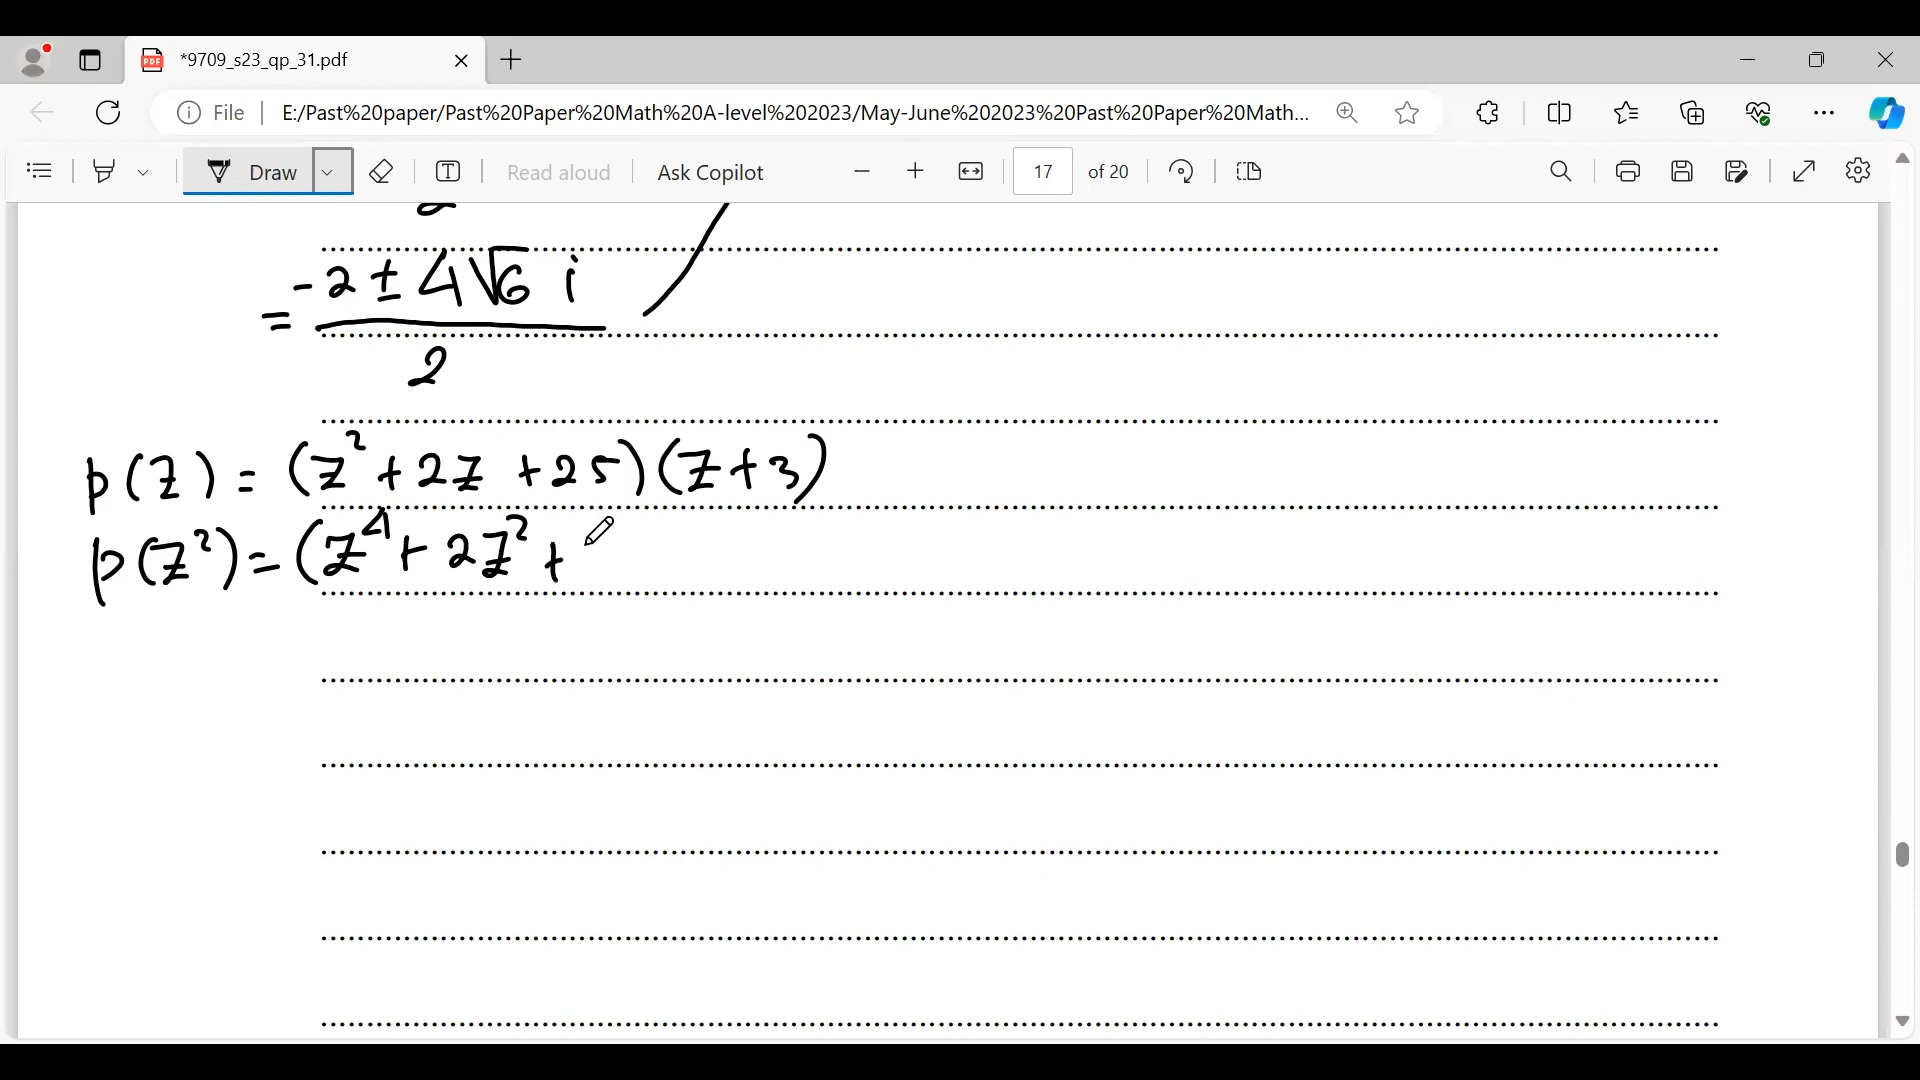 *9709_s23_qp_31.pdf
File | E:/Past%20paper/Past%20Paper%20Math%20A-level%202023/May-June%202023%20Past%20Paper%20Math...
Draw Read aloud Ask Copilot 17 of 20
2
= (-2 ± 4√6 i) / 2
p(z) = (z² + 2z + 25)(z + 3)
p(z²) = (z⁴ + 2z² +